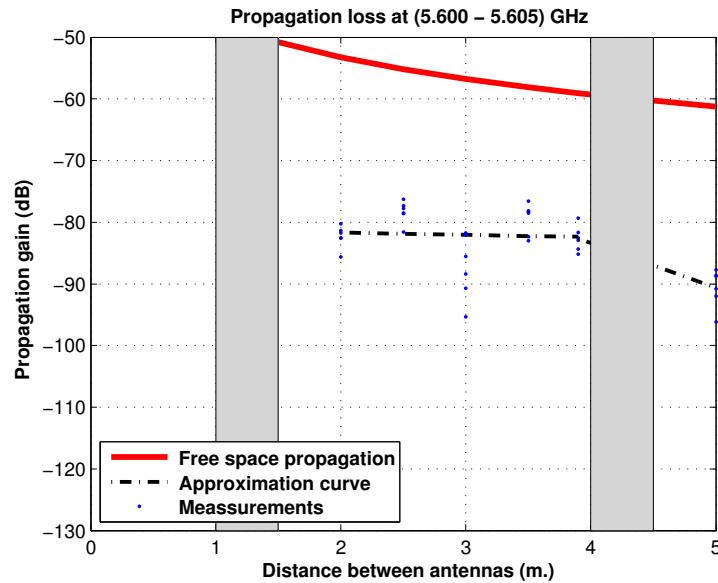 Propagation loss at (5.600 − 5.605) GHz
Propagation gain (dB)
−50
−60
−70
−80
−90
−100
−110
−120
−130
Free space propagation
Approximation curve
Meassurements
0
1
2
3
4
5
Distance between antennas (m.)